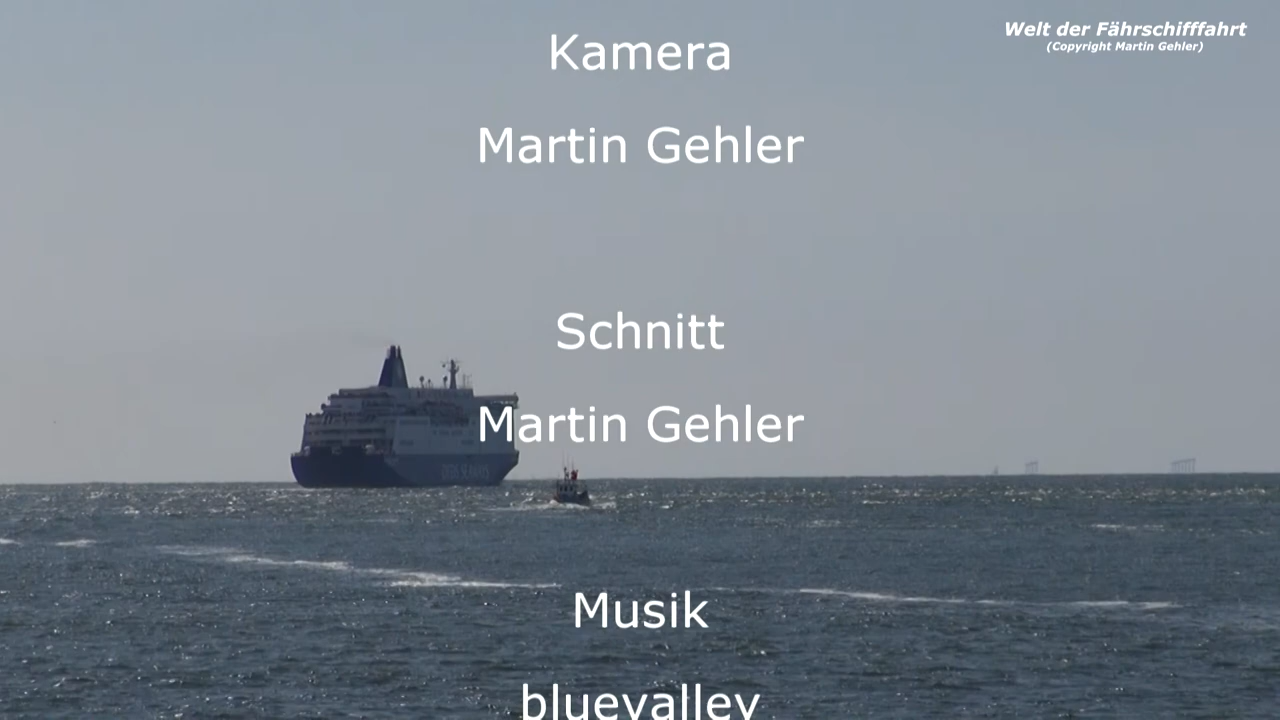 Welt der Fährschifffahrt
(Copyright Martin Gehler)
Kamera
Martin Gehler
Schnitt
Martin Gehler
Musik
bluevalley